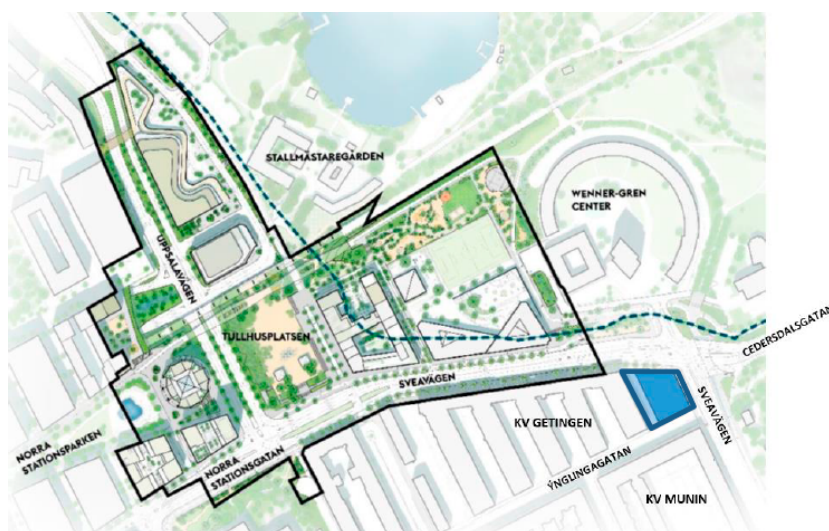 STALLMÄSTAREGÅRDEN
WENNER-GREN
CENTER
UPPSALAVÄGEN
TULLHUSPLATSEN
CEDERSDALSGATAN
SVEAVÄGEN
SVEAVÄGEN
KV GETINGEN
NORRA
STATIONSPARKEN
NORRA
STATIONSGATAN
YNGLINGAGATAN
KV MUNIN